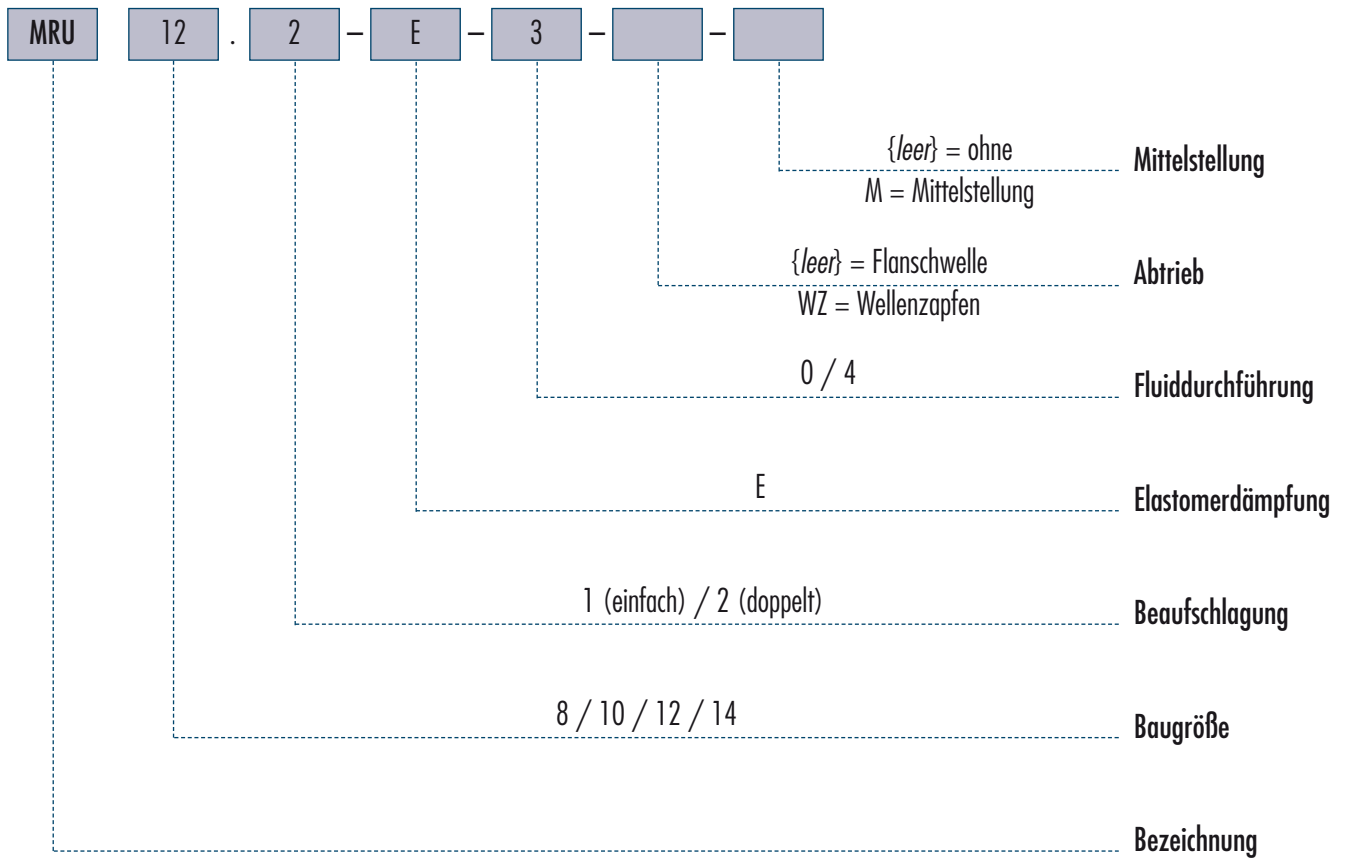 MRU 12 . 2 – E – 3 – –
{leer} = ohne
M = Mittelstellung
Mittelstellung
{leer} = Flanschwelle
WZ = Wellenzapfen
Abtrieb
0 / 4
Fluiddurchführung
E
Elastomerdämpfung
1 (einfach) / 2 (doppelt)
Beaufschlagung
8 / 10 / 12 / 14
Baugröße
Bezeichnung